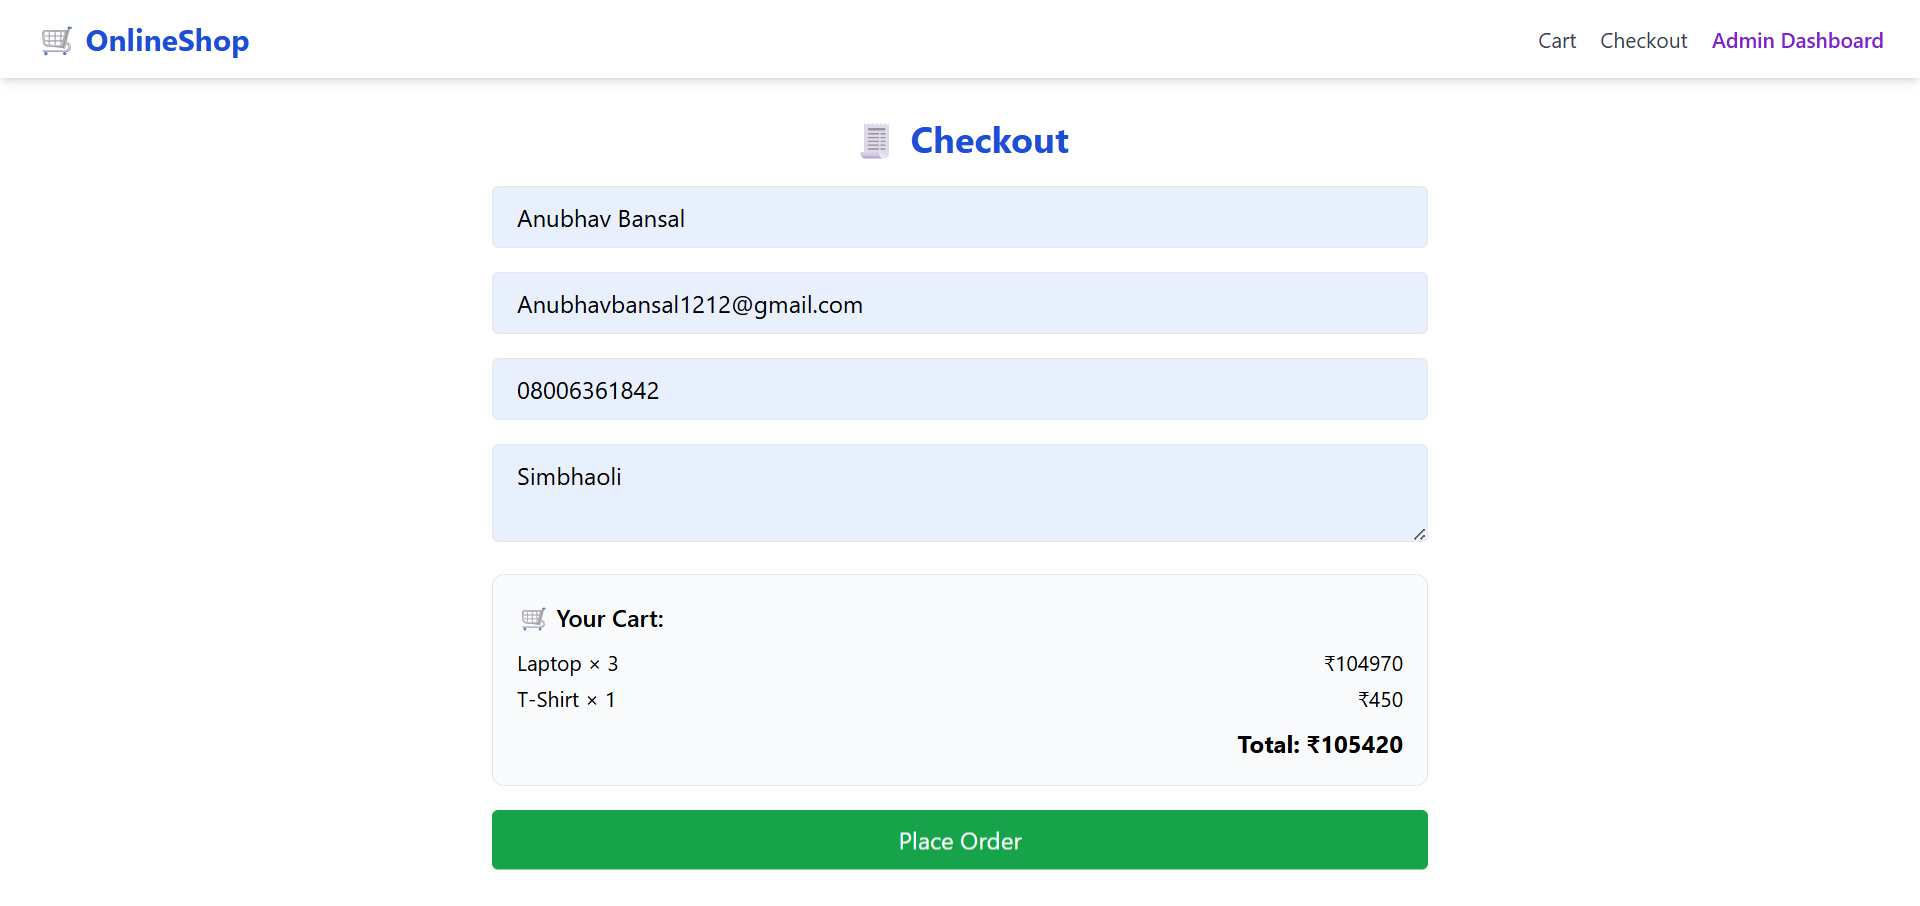 OnlineShop
Cart Checkout Admin Dashboard
Checkout
Anubhav Bansal
Anubhavbansal1212@gmail.com
08006361842
Simbhaoli
Your Cart:
Laptop × 3 ₹104970
T-Shirt × 1 ₹450
Total: ₹105420
Place Order